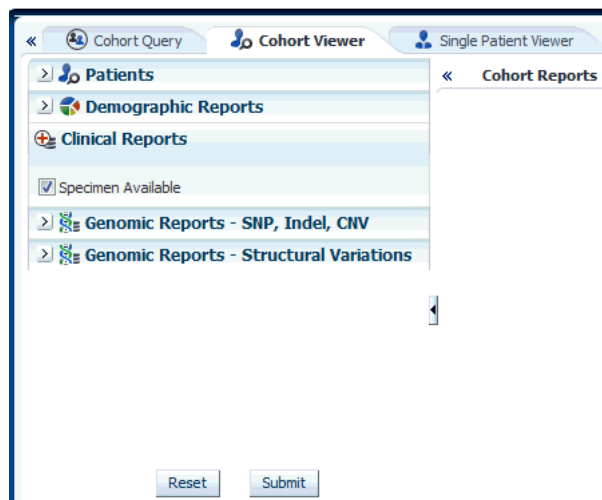 « Cohort Query Cohort Viewer Single Patient Viewer
Patients
« Cohort Reports
Demographic Reports
Clinical Reports
Specimen Available
Genomic Reports - SNP, Indel, CNV
Genomic Reports - Structural Variations
Reset Submit